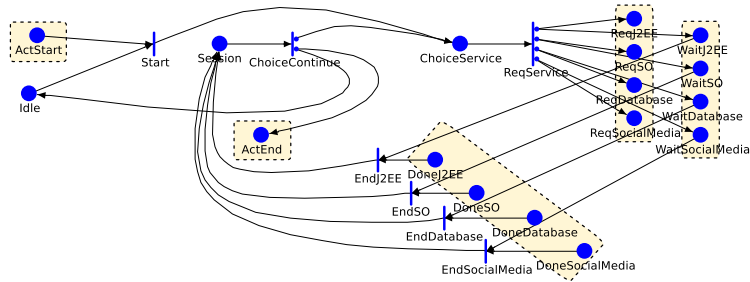 ActStart
Start
Session
ChoiceContinue
ChoiceService
ReqService
ReqJ2EE
WaitJ2EE
ReqSO
WaitSO
Idle
ReqDatabase
WaitDatabase
ReqSocialMedia
WaitSocialMedia
ActEnd
EndJ2EE
DoneJ2EE
EndSO
DoneSO
EndDatabase
DoneDatabase
EndSocialMedia
DoneSocialMedia